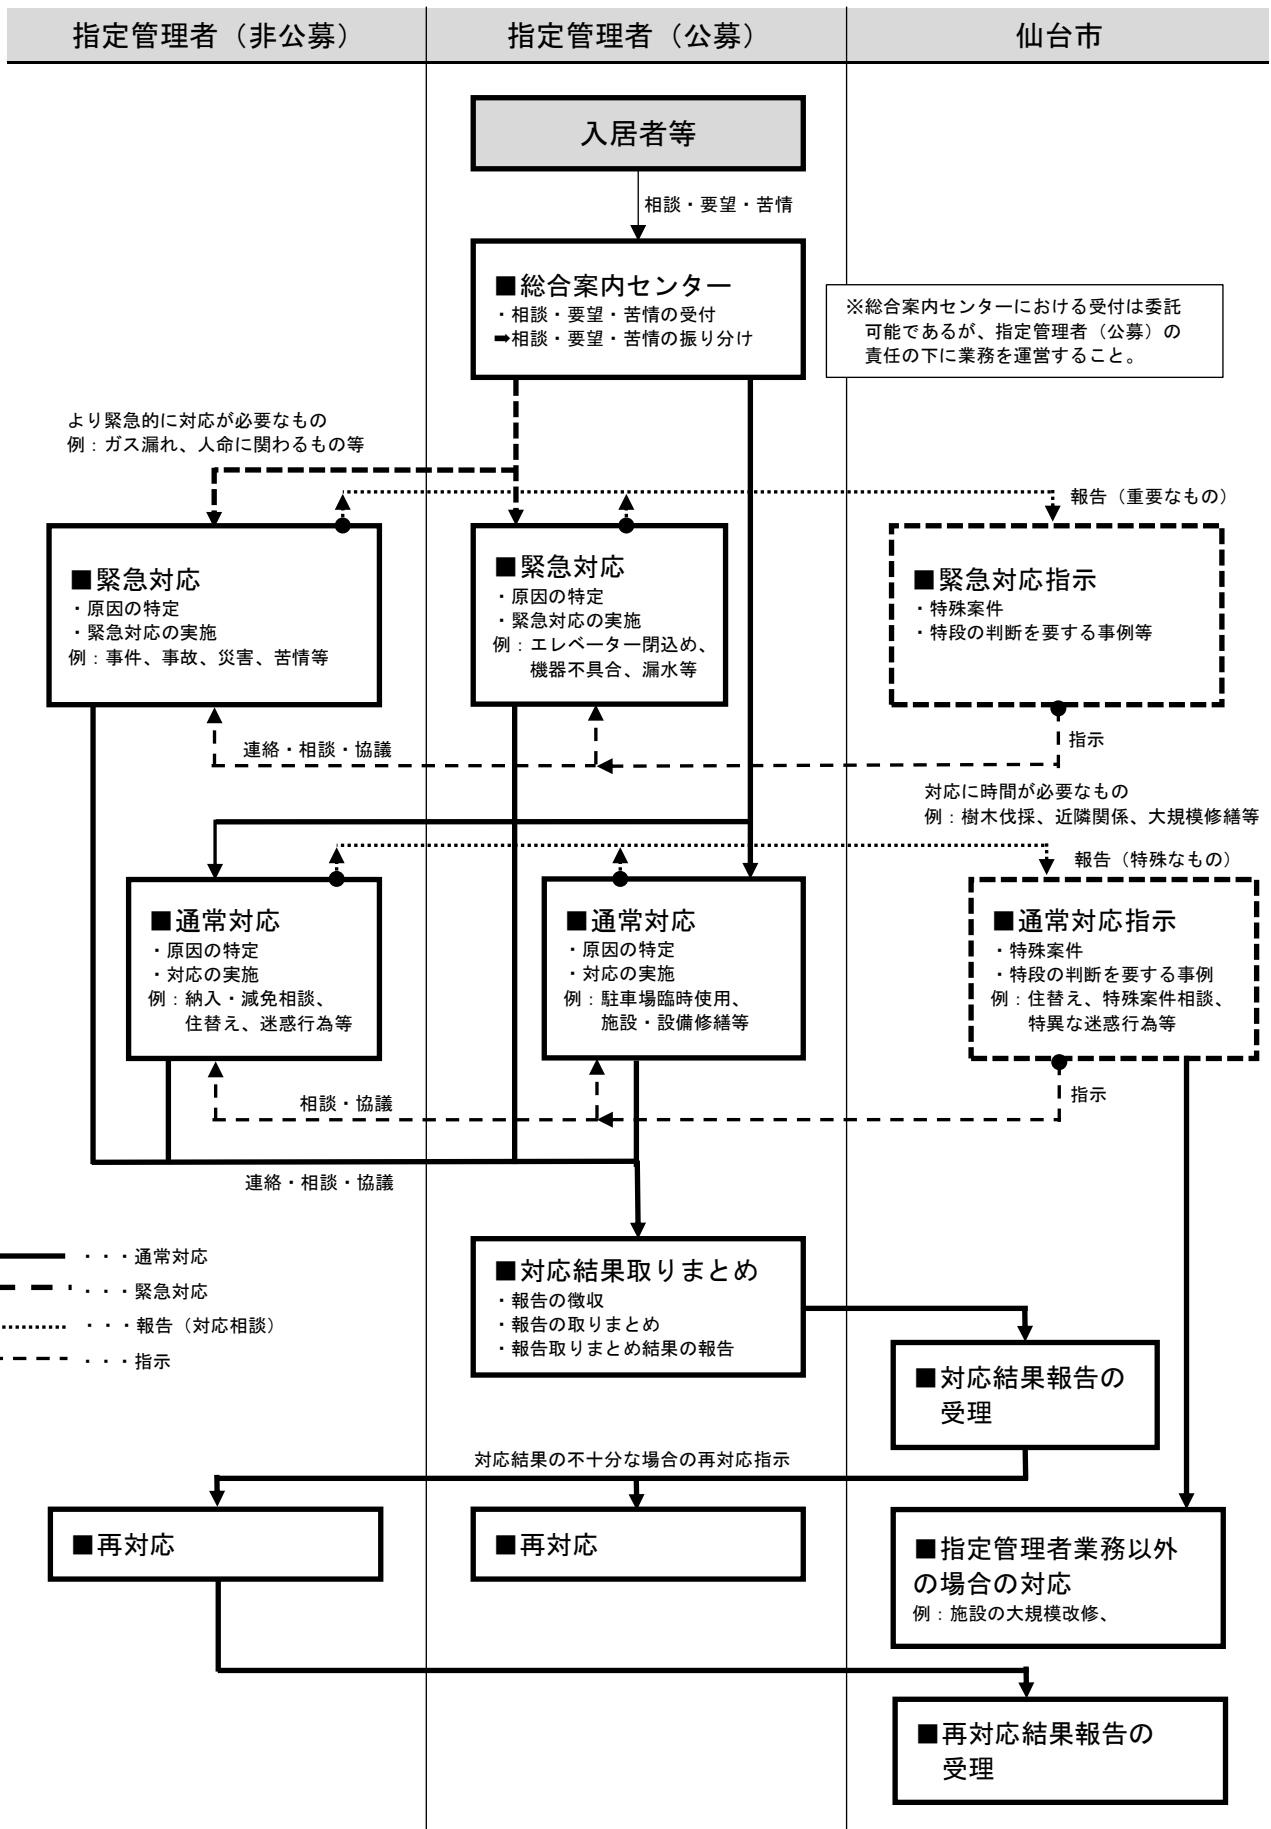 指定管理者（非公募）
指定管理者（公募）
仙台市
入居者等
相談・要望・苦情
■総合案内センター
・相談・要望・苦情の受付
➡相談・要望・苦情の振り分け
※総合案内センターにおける受付は委託
可能であるが、指定管理者（公募）の
責任の下に業務を運営すること。
より緊急的に対応が必要なもの
例：ガス漏れ、人命に関わるもの等
報告（重要なもの）
■緊急対応
・原因の特定
・緊急対応の実施
例：事件、事故、災害、苦情等
■緊急対応
・原因の特定
・緊急対応の実施
例：エレベーター閉込め、
機器不具合、漏水等
■緊急対応指示
・特殊案件
・特段の判断を要する事例等
連絡・相談・協議
指示
対応に時間が必要なもの
例：樹木伐採、近隣関係、大規模修繕等
報告（特殊なもの）
■通常対応
・原因の特定
・対応の実施
例：納入・減免相談、
住替え、迷惑行為等
■通常対応
・原因の特定
・対応の実施
例：駐車場臨時使用、
施設・設備修繕等
■通常対応指示
・特殊案件
・特段の判断を要する事例
例：住替え、特殊案件相談、
特異な迷惑行為等
相談・協議
指示
連絡・相談・協議
・・・通常対応
・・・緊急対応
・・・報告（対応相談）
・・・指示
■対応結果取りまとめ
・報告の徴収
・報告の取りまとめ
・報告取りまとめ結果の報告
■対応結果報告の
受理
対応結果の不十分な場合の再対応指示
■再対応
■再対応
■指定管理者業務以外
の場合の対応
例：施設の大規模改修、
■再対応結果報告の
受理